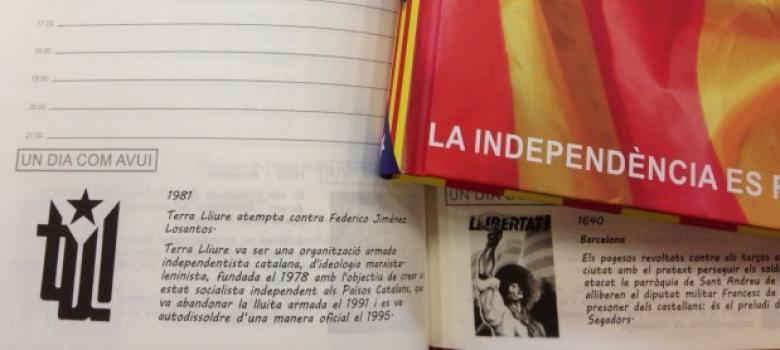 17:00
18:00
19:00
20:00
21:00
UN DIA COM AVUI
1981
Terra Lliure atempta contra Federico Jiménez
Losantos.
Terra Lliure va ser una organització armada
independentista catalana, d'ideologia marxista-
leninista, fundada el 1978 amb l'objectiu de crear u
estat socialista independent als Països Catalans, que
va abandonar la lluita armada el 1991 i es va
autodissoldre d'una manera oficial el 1995.
LA INDEPENDÈNCIA ES
UN DIA
LLIBERTAT!
1640
Barcelona
Els pagesos revoltats contra els terços e
ciutat amb el pretext perseguir els sold
atacat la parròquia de Sant Andreu de
alliberen el diputat militar Francesc de
presoner dels castellans: és el preludi d
Segadors.